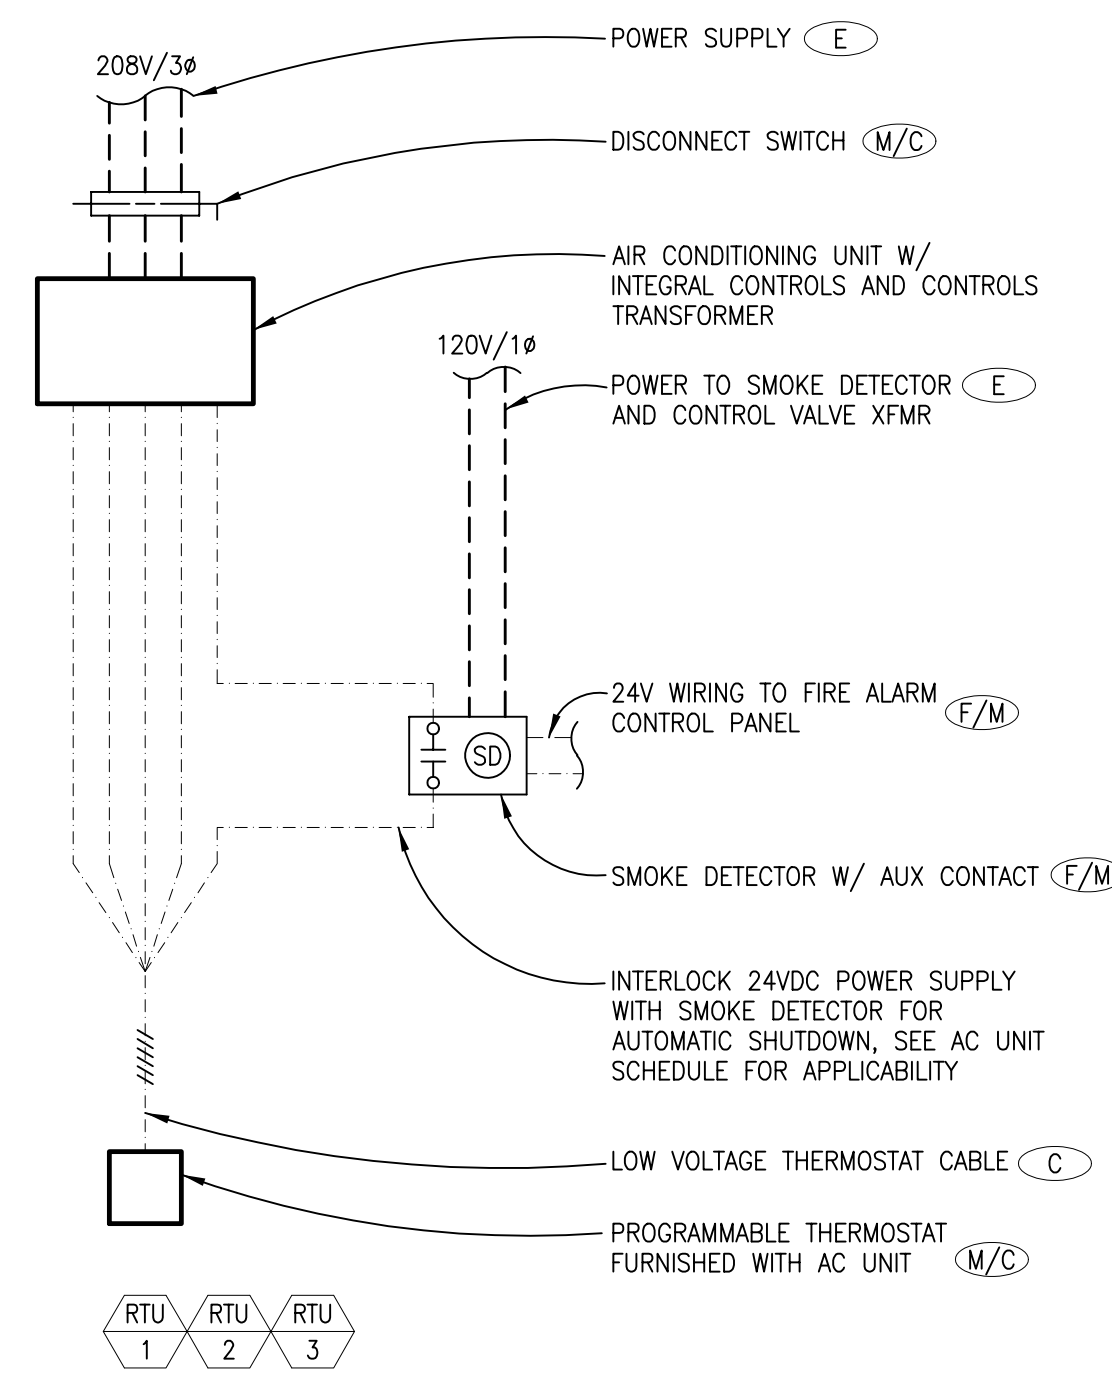 208V/3ø
POWER SUPPLY E
DISCONNECT SWITCH M/C
AIR CONDITIONING UNIT W/
INTEGRAL CONTROLS AND CONTROLS
TRANSFORMER
120V/1ø
POWER TO SMOKE DETECTOR E
AND CONTROL VALVE XFMR
24V WIRING TO FIRE ALARM
CONTROL PANEL F/M
SD
SMOKE DETECTOR W/ AUX CONTACT F/M
INTERLOCK 24VDC POWER SUPPLY
WITH SMOKE DETECTOR FOR
AUTOMATIC SHUTDOWN, SEE AC UNIT
SCHEDULE FOR APPLICABILITY
LOW VOLTAGE THERMOSTAT CABLE C
PROGRAMMABLE THERMOSTAT
FURNISHED WITH AC UNIT M/C
RTU RTU RTU
1 2 3